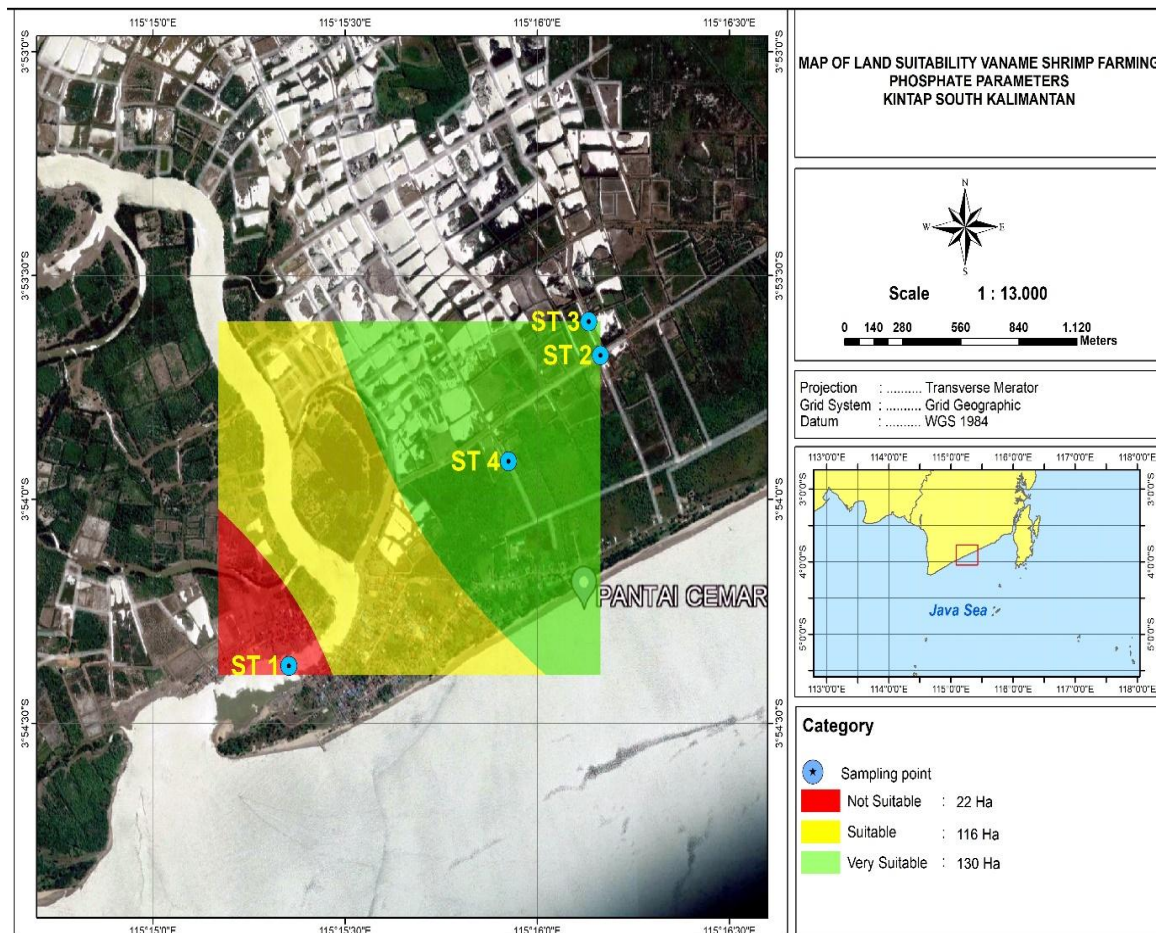 115°15'0"E 115°15'30"E 115°16'0"E 115°16'30"E
3°53'0"S 3°53'0"S
3°53'30"S 3°53'30"S
3°54'0"S 3°54'0"S
3°54'30"S 3°54'30"S
ST 3
ST 2
ST 4
PANTAI CEMAR
ST 1
115°15'0"E 115°15'30"E 115°16'0"E 115°16'30"E
MAP OF LAND SUITABILITY VANAME SHRIMP FARMING
PHOSPHATE PARAMETERS
KINTAP SOUTH KALIMANTAN
N
W E
S
Scale 1 : 13.000
0 140 280 560 840 1.120
Meters
Projection : ......... Transverse Merator
Grid System : ......... Grid Geographic
Datum : ......... WGS 1984
113°0'0"E 114°0'0"E 115°0'0"E 116°0'0"E 117°0'0"E 118°0'0"E
3°0'0"S 3°0'0"S
4°0'0"S 4°0'0"S
Java Sea
5°0'0"S 5°0'0"S
113°0'0"E 114°0'0"E 115°0'0"E 116°0'0"E 117°0'0"E 118°0'0"E
Category
Sampling point
Not Suitable : 22 Ha
Suitable : 116 Ha
Very Suitable : 130 Ha